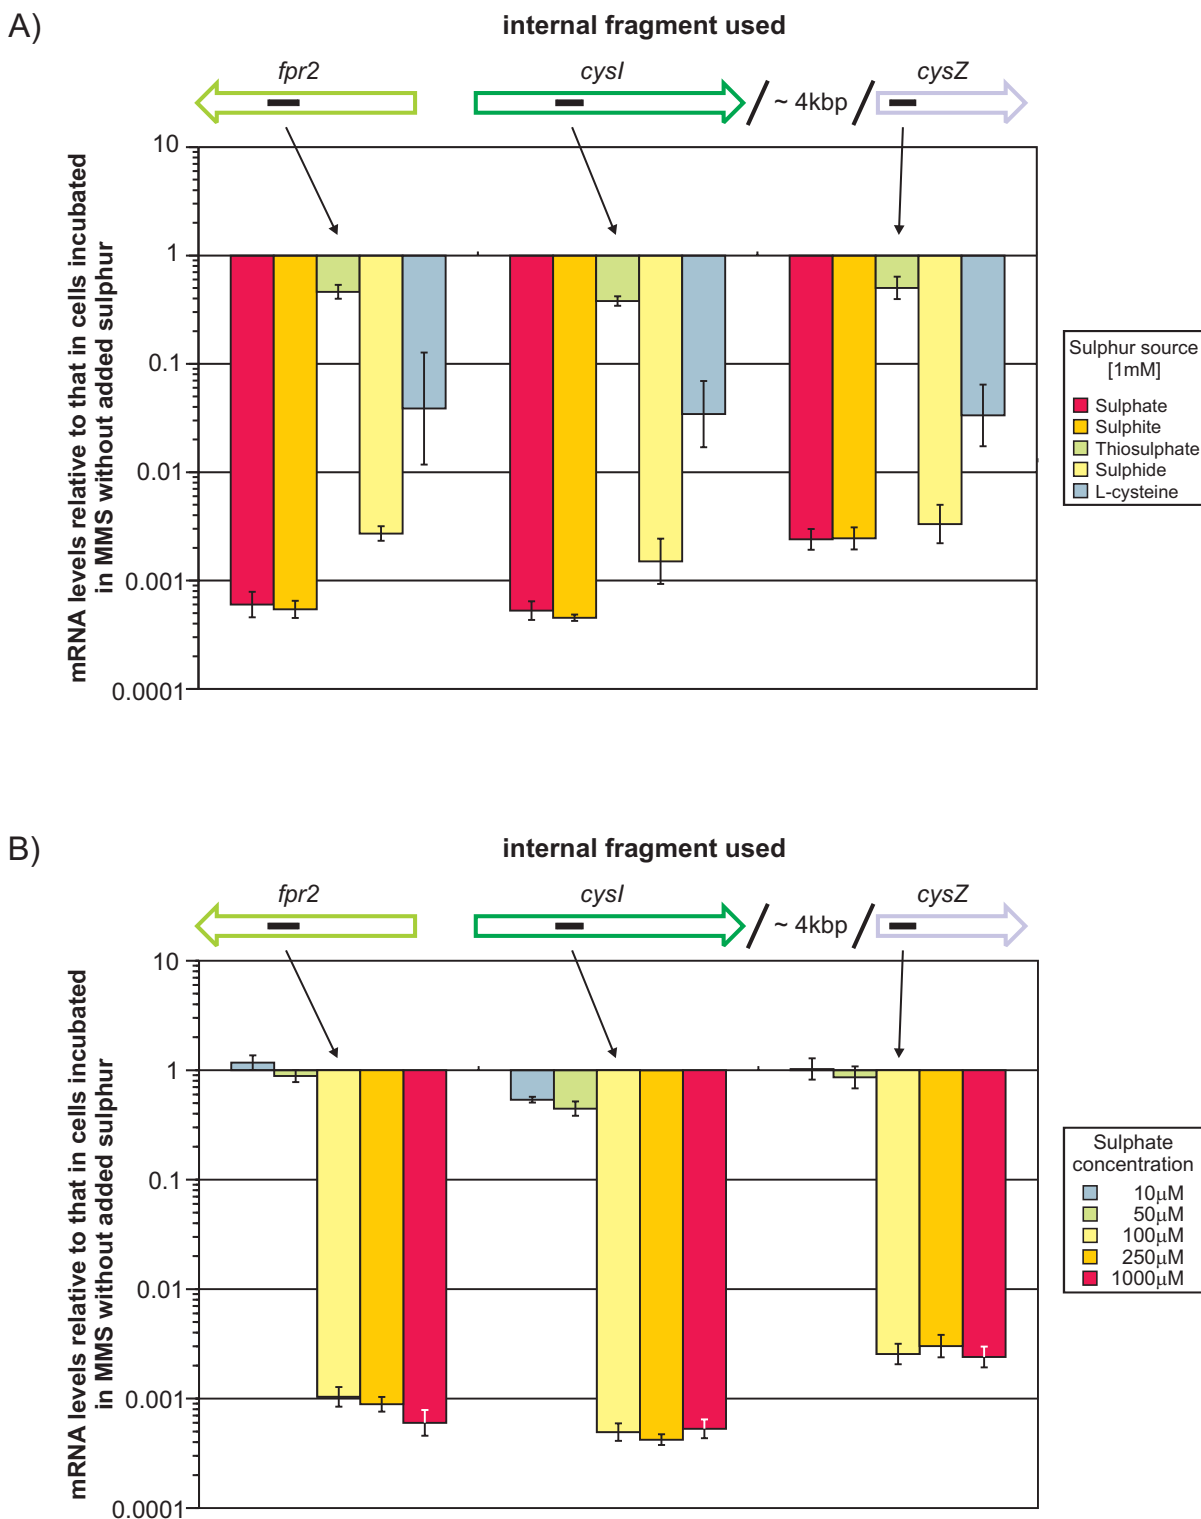 A)
internal fragment used
fpr2
cysI
cysZ
~ 4kbp
mRNA levels relative to that in cells incubated
in MMS without added sulphur
10
1
0.1
0.01
0.001
0.0001
Sulphur source
[1mM]
Sulphate
Sulphite
Thiosulphate
Sulphide
L-cysteine
B)
internal fragment used
fpr2
cysI
cysZ
~ 4kbp
mRNA levels relative to that in cells incubated
in MMS without added sulphur
10
1
0.1
0.01
0.001
0.0001
Sulphate
concentration
10μM
50μM
100μM
250μM
1000μM